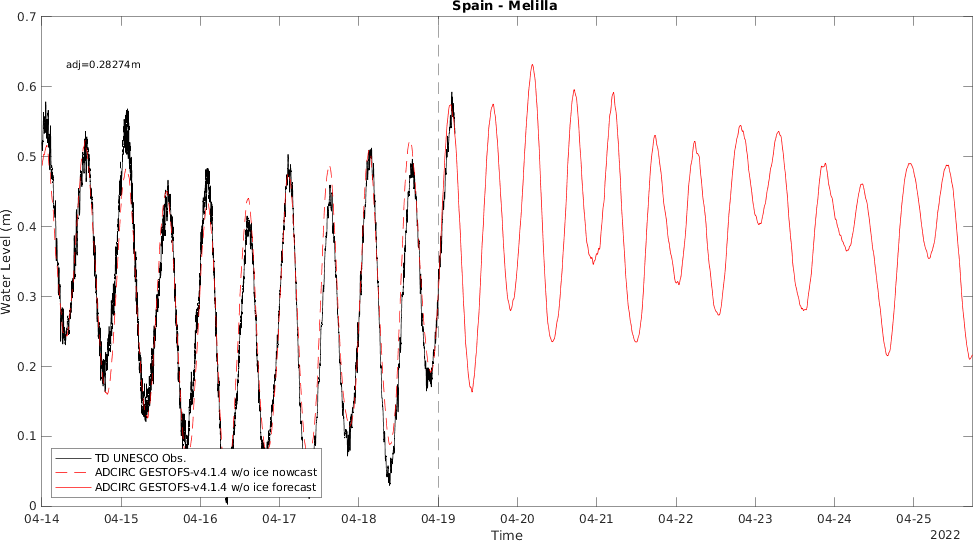 Spain - Melilla
0.7
adj=0.28274m
0.6
0.5
0.4
Water Level (m)
0.3
0.2
0.1
TD UNESCO Obs.
ADCIRC GESTOFS-v4.1.4 w/o ice nowcast
ADCIRC GESTOFS-v4.1.4 w/o ice forecast
0
04-14 04-15 04-16 04-17 04-18 04-19 04-20 04-21 04-22 04-23 04-24 04-25
Time
2022